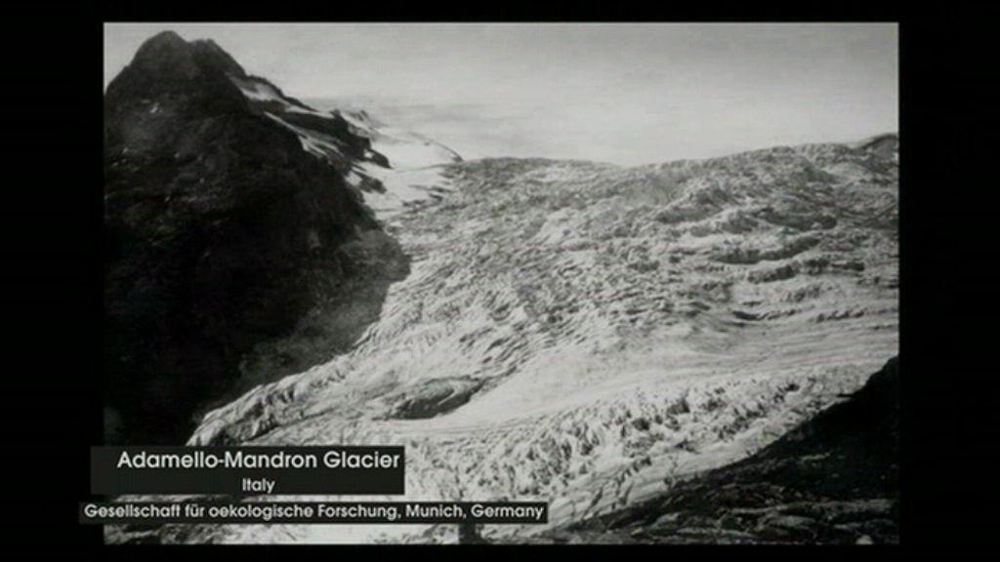 Adamello-Mandron Glacier
Italy
Gesellschaft für oekologische Forschung, Munich, Germany